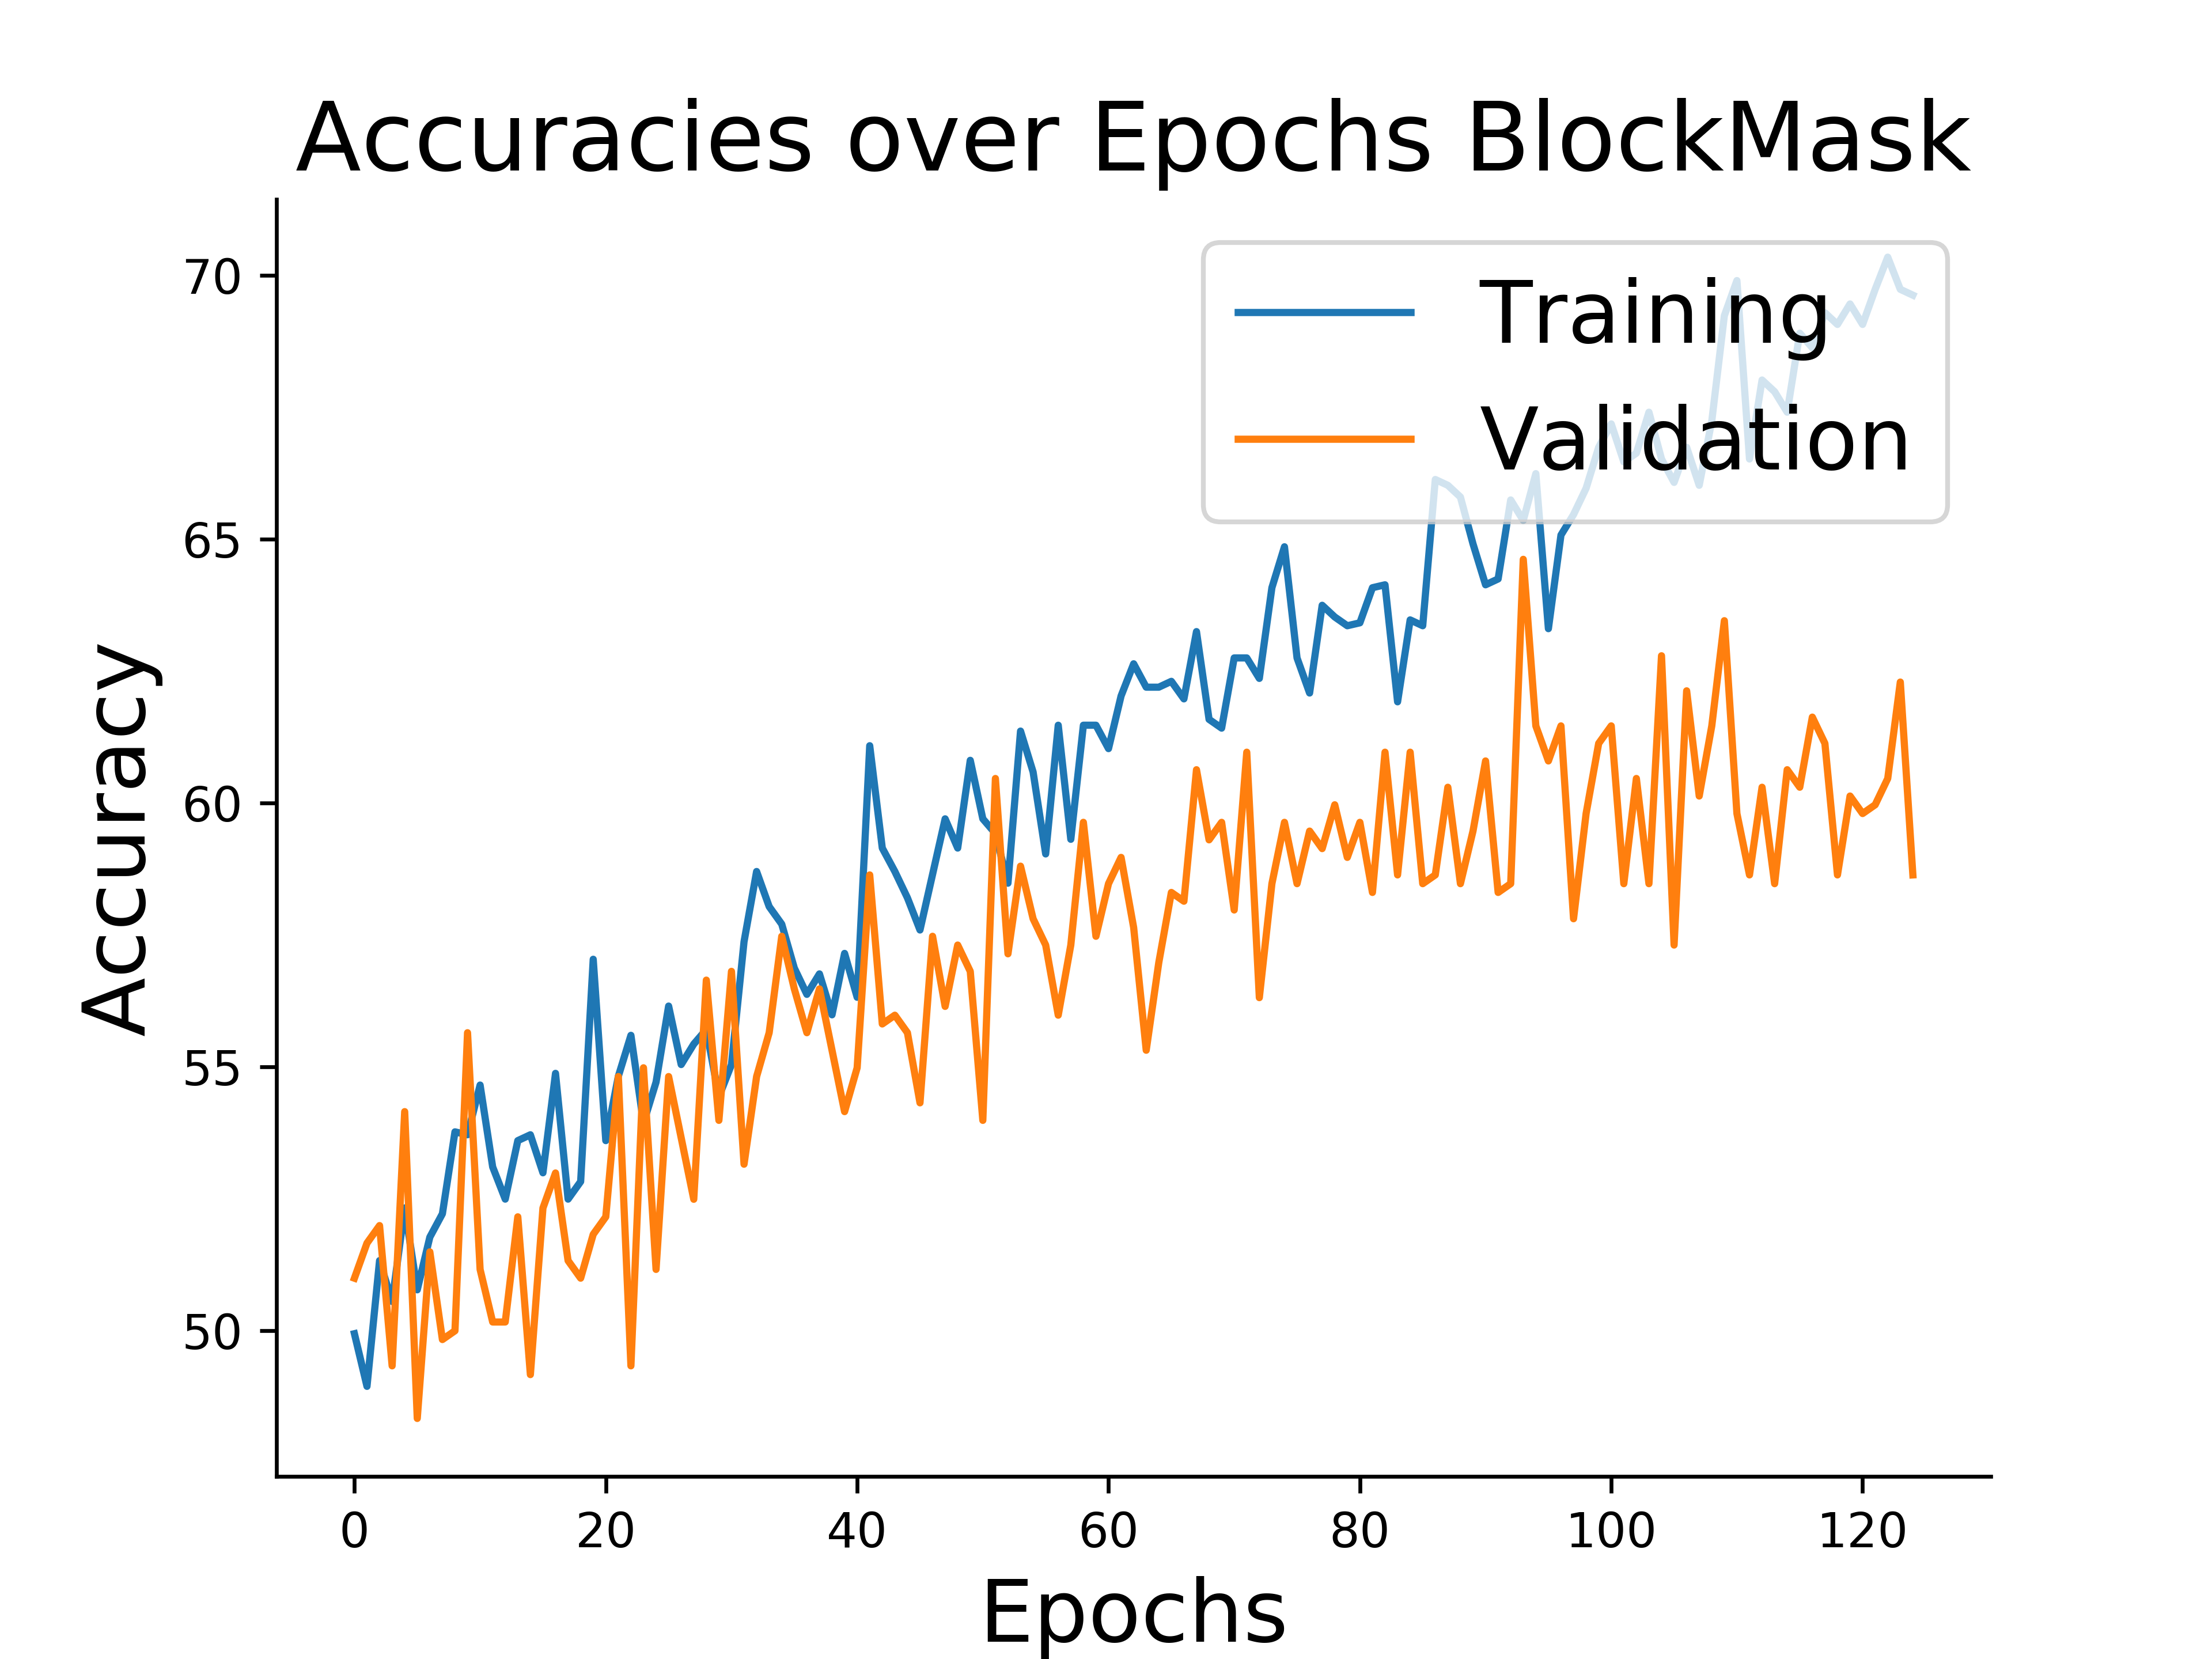 Accuracies over Epochs BlockMask
Training
Validation
70
65
60
55
50
Accuracy
0 20 40 60 80 100 120
Epochs